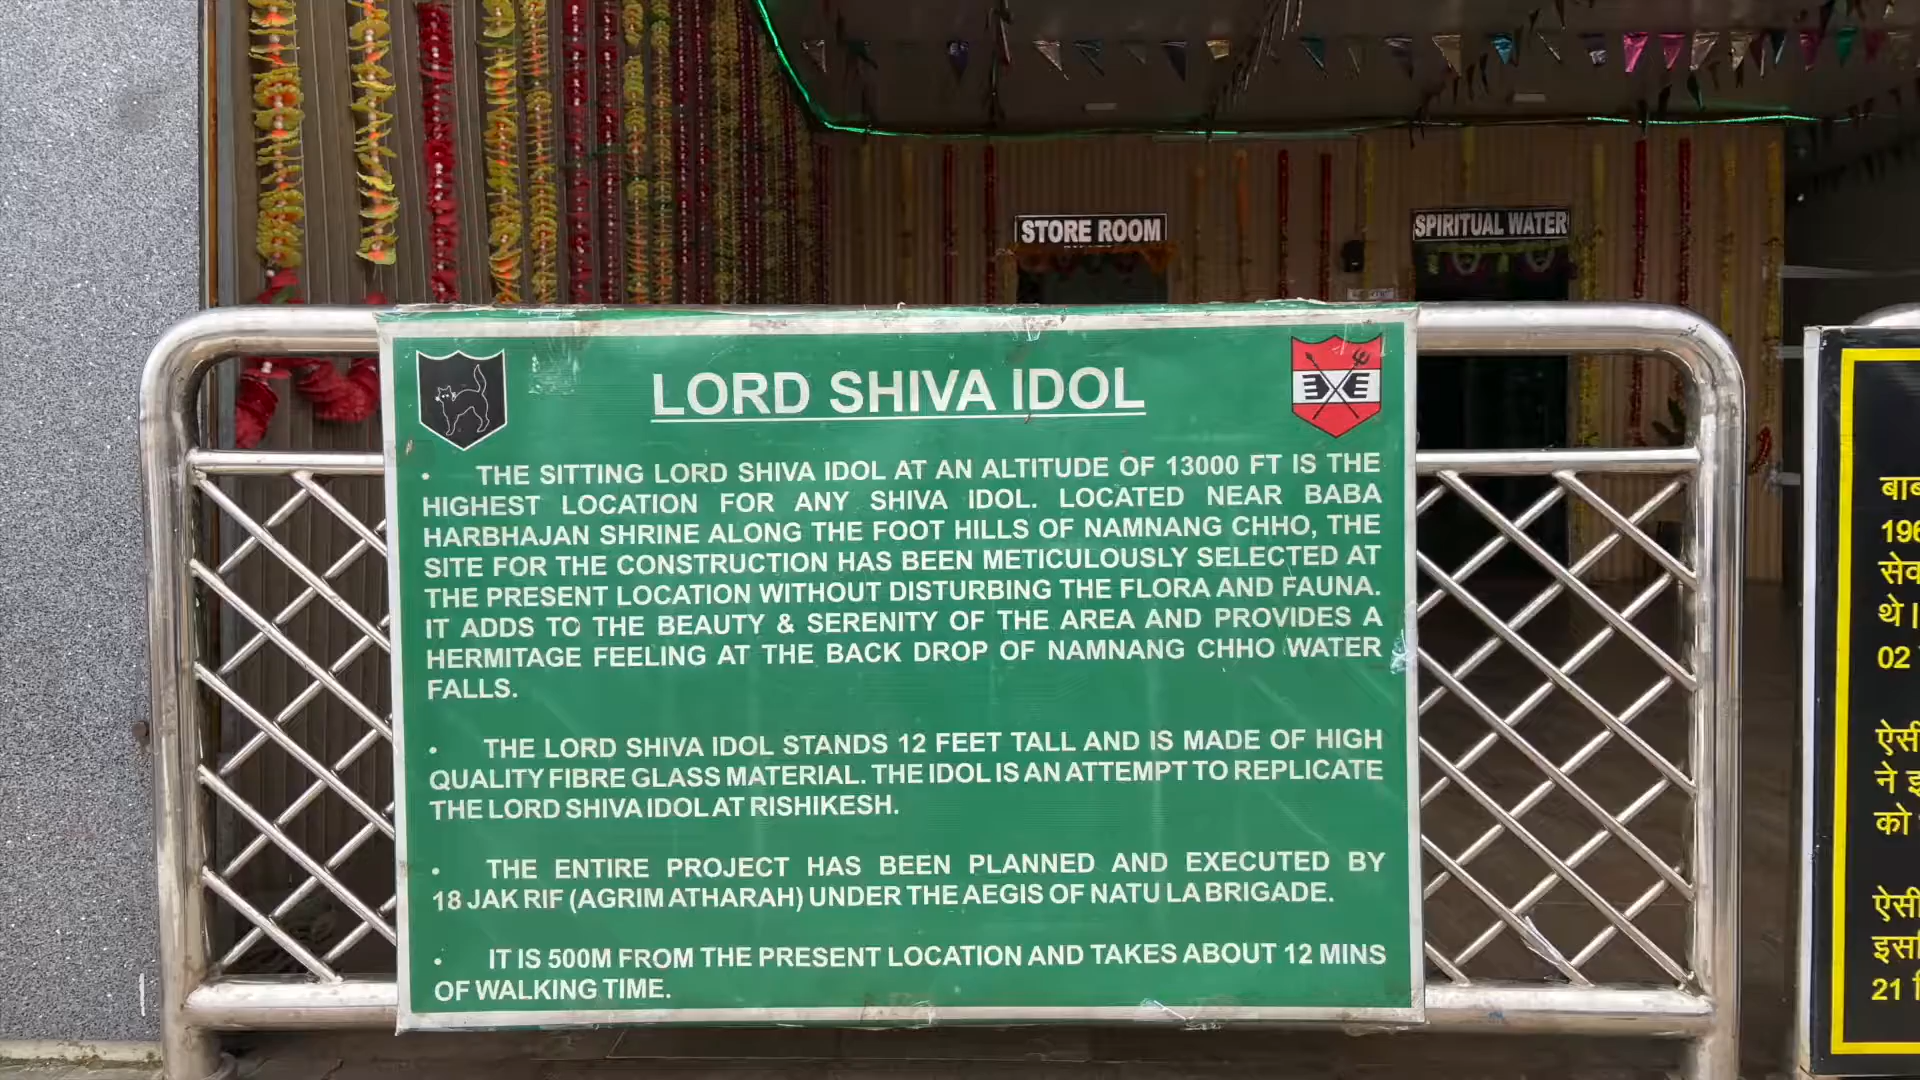 STORE ROOM
SPIRITUAL WATER
LORD SHIVA IDOL
• THE SITTING LORD SHIVA IDOL AT AN ALTITUDE OF 13000 FT IS THE
HIGHEST LOCATION FOR ANY SHIVA IDOL. LOCATED NEAR BABA
HARBHAJAN SHRINE ALONG THE FOOT HILLS OF NAMNANG CHHO, THE
SITE FOR THE CONSTRUCTION HAS BEEN METICULOUSLY SELECTED AT
THE PRESENT LOCATION WITHOUT DISTURBING THE FLORA AND FAUNA.
IT ADDS TO THE BEAUTY & SERENITY OF THE AREA AND PROVIDES A
HERMITAGE FEELING AT THE BACK DROP OF NAMNANG CHHO WATER
FALLS.
• THE LORD SHIVA IDOL STANDS 12 FEET TALL AND IS MADE OF HIGH
QUALITY FIBRE GLASS MATERIAL. THE IDOL IS AN ATTEMPT TO REPLICATE
THE LORD SHIVA IDOL AT RISHIKESH.
• THE ENTIRE PROJECT HAS BEEN PLANNED AND EXECUTED BY
18 JAK RIF (AGRIM ATHARAH) UNDER THE AEGIS OF NATU LA BRIGADE.
• IT IS 500M FROM THE PRESENT LOCATION AND TAKES ABOUT 12 MINS
OF WALKING TIME.
थे।
02
ने
को
21